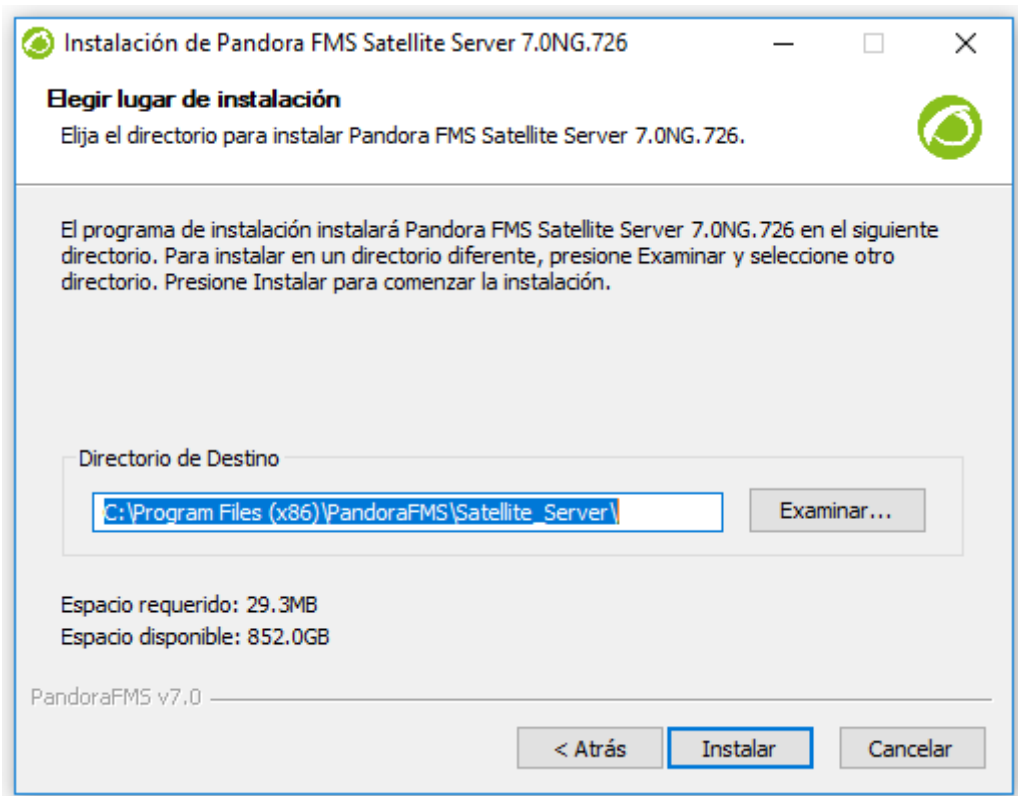 Instalación de Pandora FMS Satellite Server 7.0NG.726
Elegir lugar de instalación
Elija el directorio para instalar Pandora FMS Satellite Server 7.0NG.726.
El programa de instalación instalará Pandora FMS Satellite Server 7.0NG.726 en el siguiente
directorio. Para instalar en un directorio diferente, presione Examinar y seleccione otro
directorio. Presione Instalar para comenzar la instalación.
Directorio de Destino
C:\Program Files (x86)\PandoraFMS\Satellite_Server\
Examinar...
Espacio requerido: 29.3MB
Espacio disponible: 852.0GB
PandoraFMS v7.0
< Atrás
Instalar
Cancelar